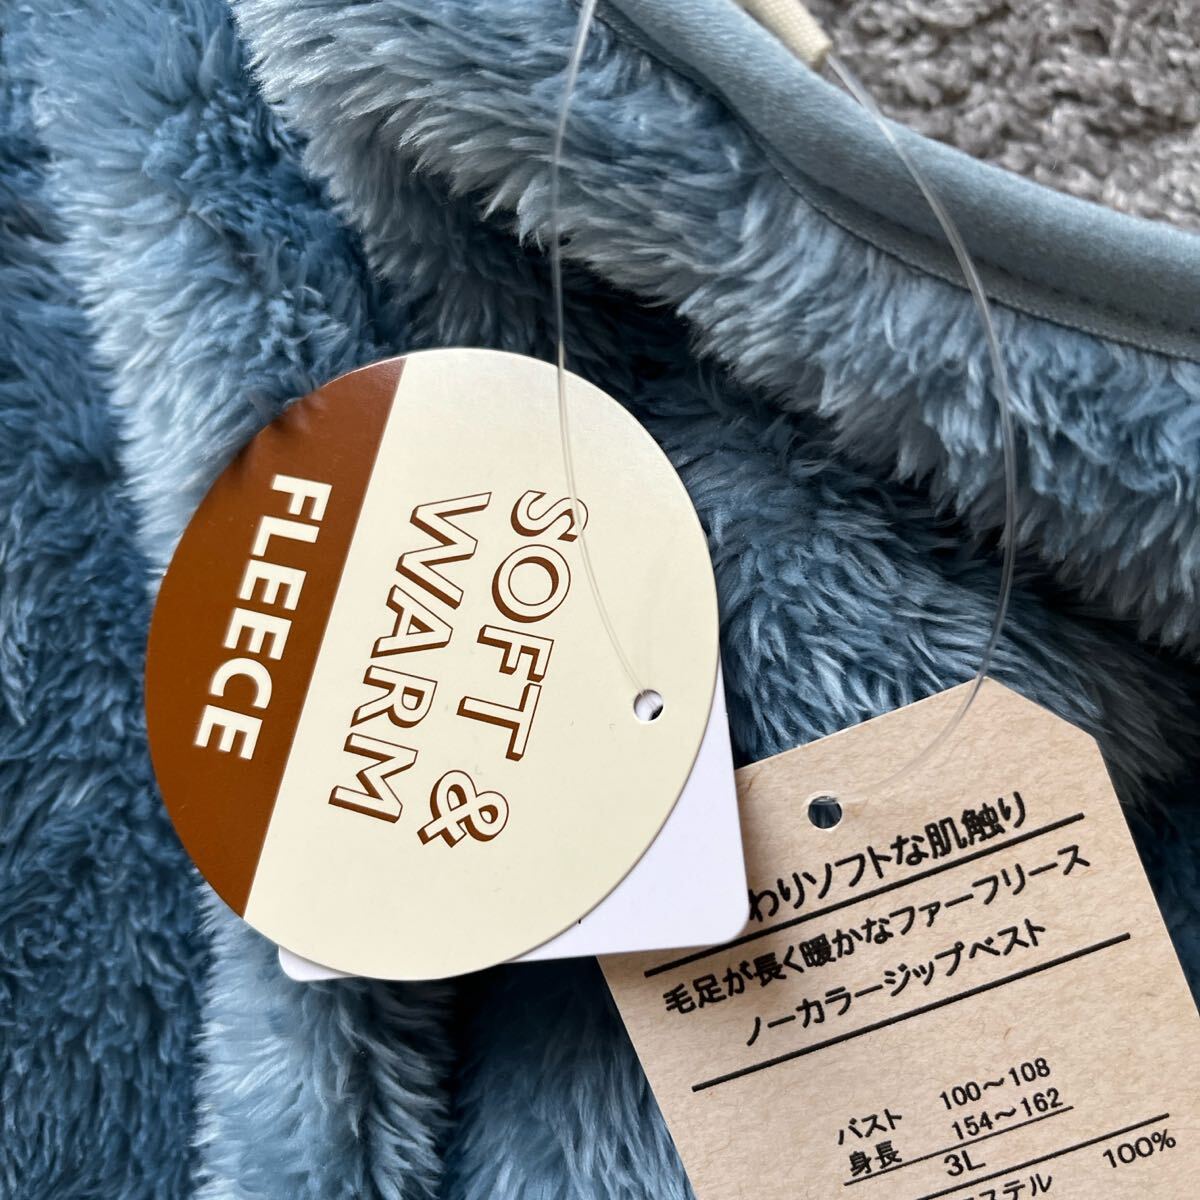 FLEECE
SOFT &
WARM
わりソフトな肌触り
毛足が長く暖かなファーフリース
ノーカラージップベスト
バスト 100～108
身長 154～162
3L
ステル 100%